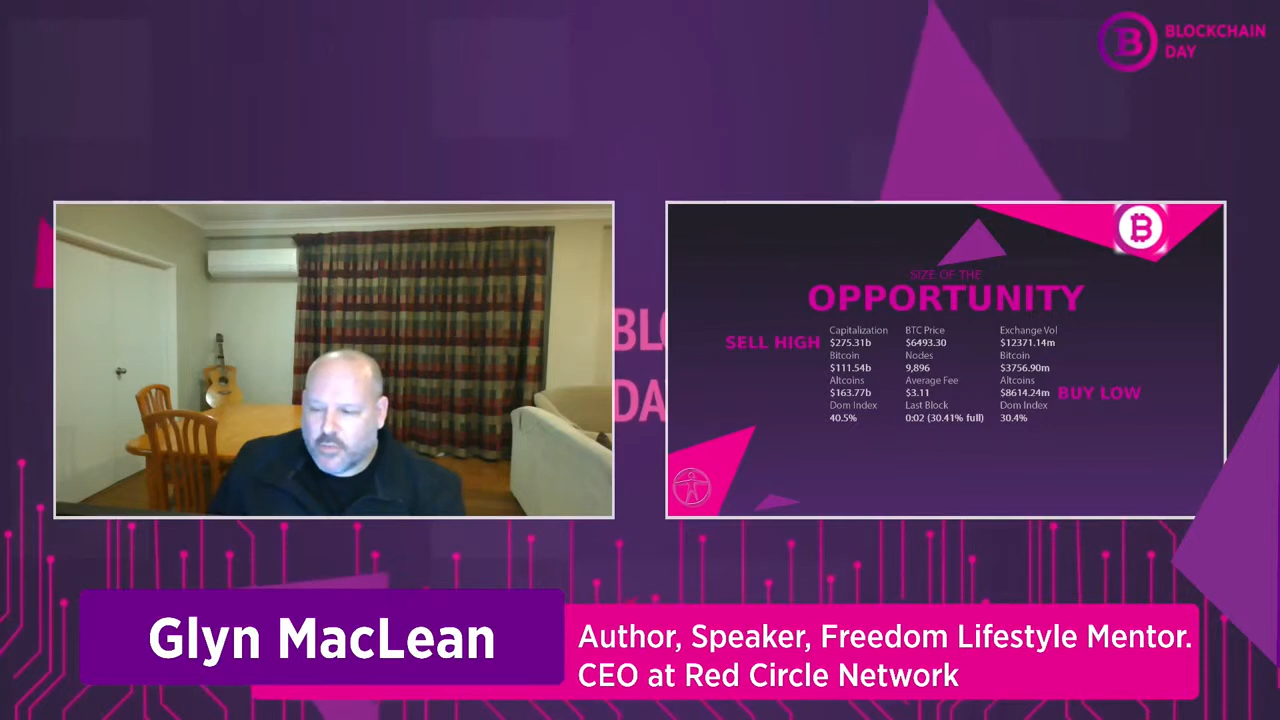 BLOCKCHAIN
DAY
BLO
DA
SIZE OF THE
OPPORTUNITY
SELL HIGH
Capitalization BTC Price Exchange Vol
$275.31b $6493.30 $12371.14m
Bitcoin Nodes Bitcoin
$111.54b 9,896 $3756.90m
Altcoins Average Fee Altcoins
$163.77b $3.11 $8614.24m
BUY LOW
Dom Index Last Block Dom Index
40.5% 0:02 (30.41% full) 30.4%
Glyn MacLean
Author, Speaker, Freedom Lifestyle Mentor.
CEO at Red Circle Network